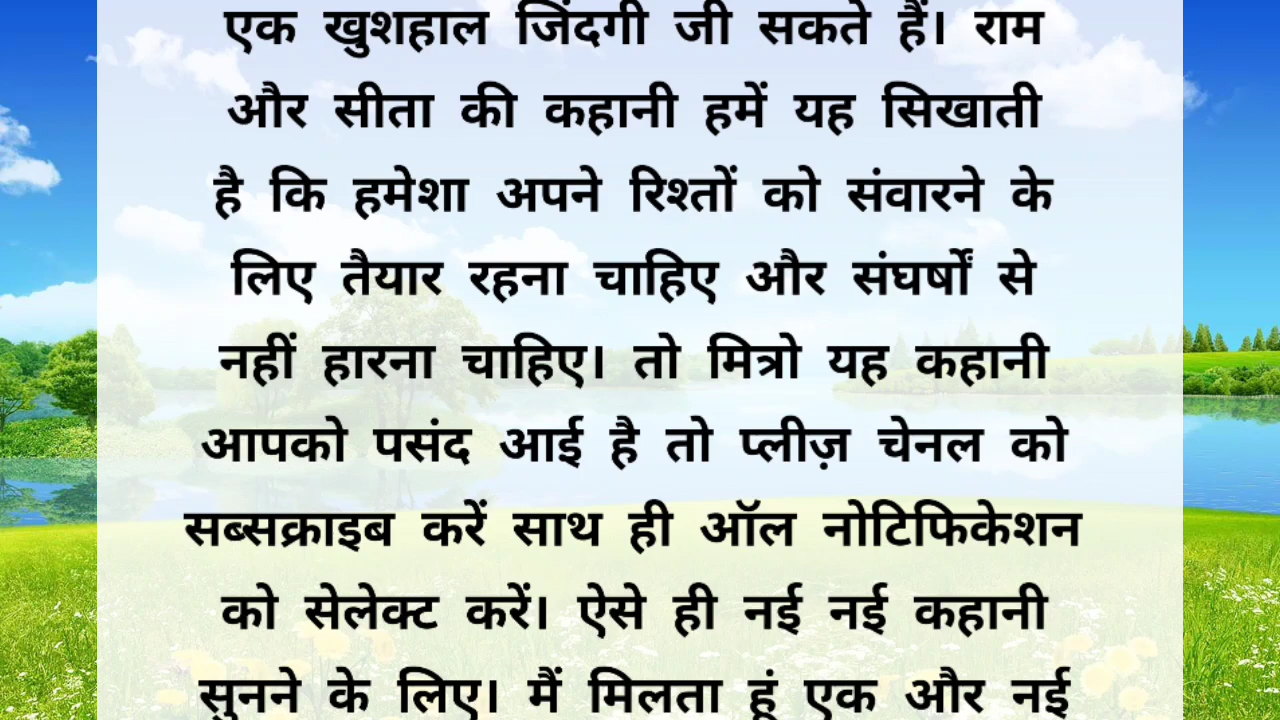 एक खुशहाल जिंदगी जी सकते हैं। राम
और सीता की कहानी हमें यह सिखाती
है कि हमेशा अपने रिश्तों को संवारने के
लिए तैयार रहना चाहिए और संघर्षों से
नहीं हारना चाहिए। तो मित्रो यह कहानी
आपको पसंद आई है तो प्लीज़ चेनल को
सब्सक्राइब करें साथ ही ऑल नोटिफिकेशन
को सेलेक्ट करें। ऐसे ही नई नई कहानी
सुनने के लिए। मैं मिलता हूं एक और नई